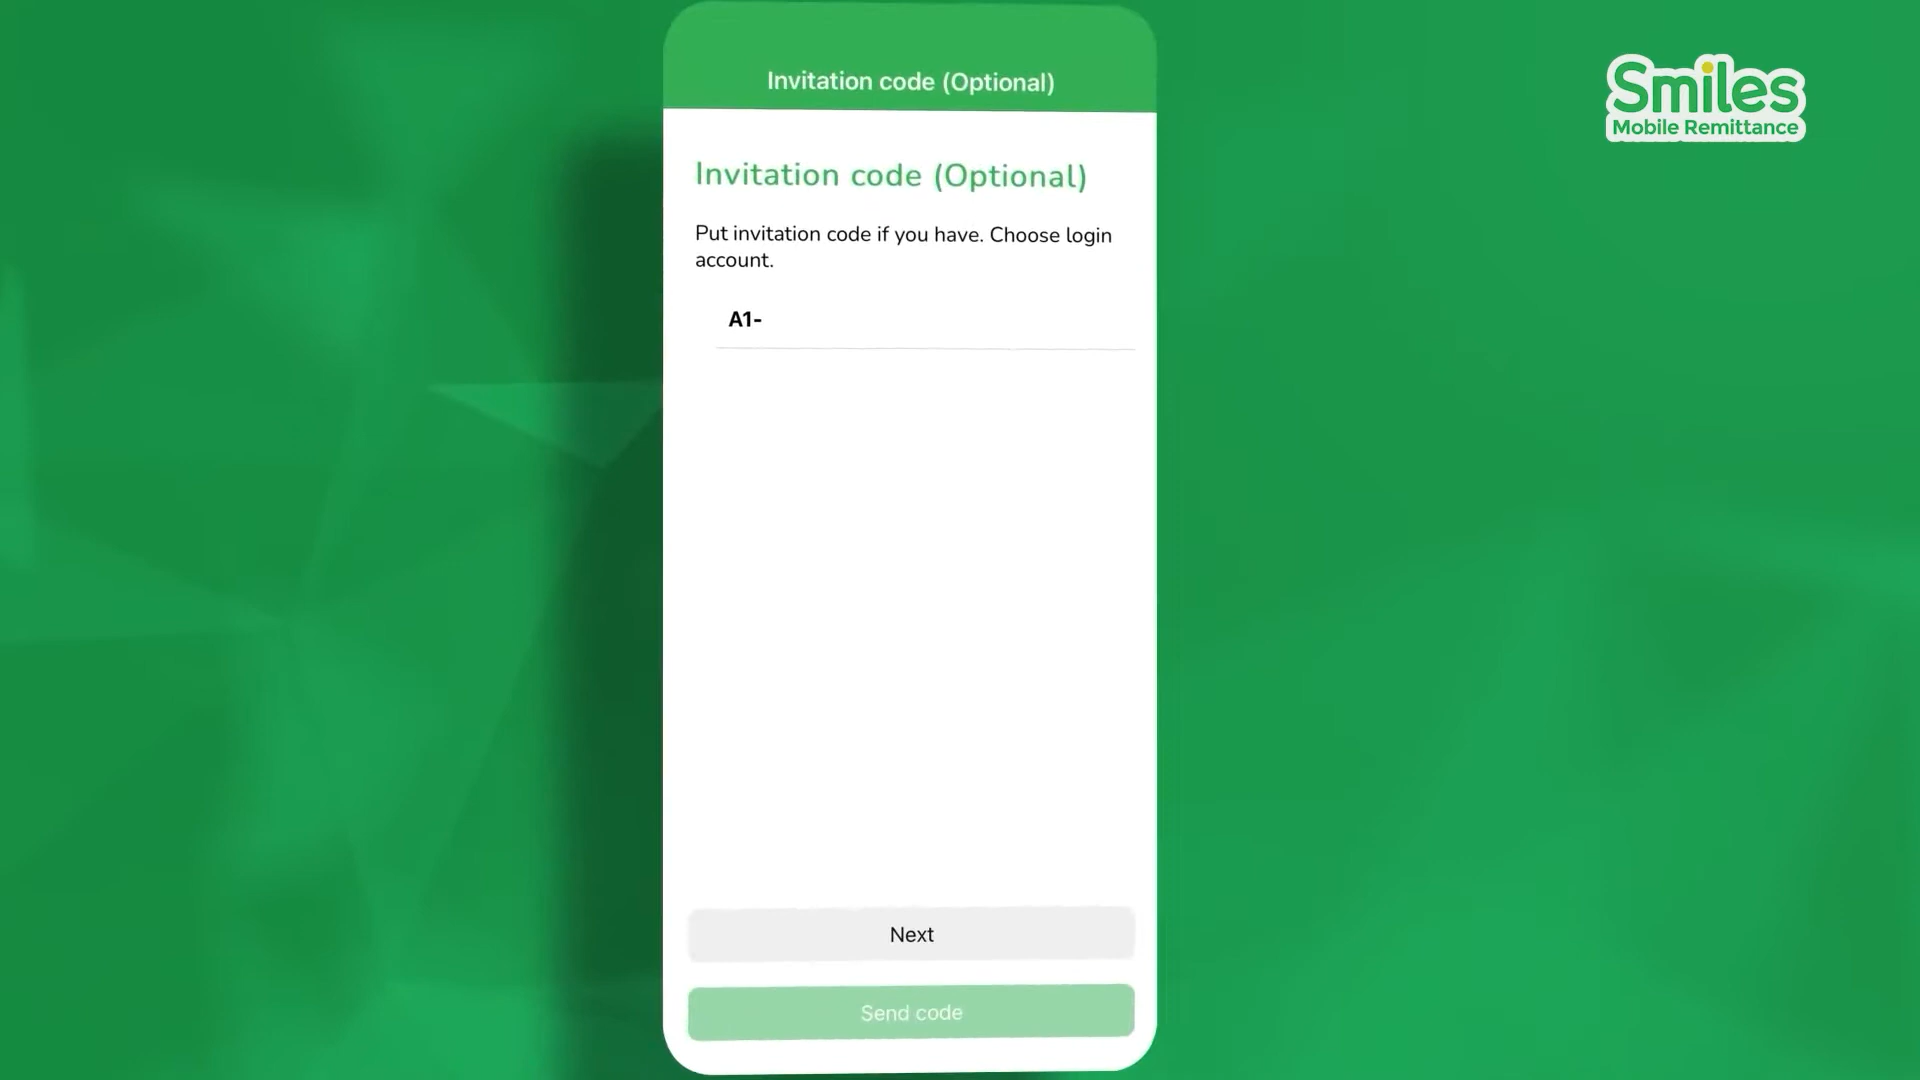 Invitation code (Optional)
Smiles
Mobile Remittance
Invitation code (Optional)
Put invitation code if you have. Choose login
account.
A1-
Next
Send code